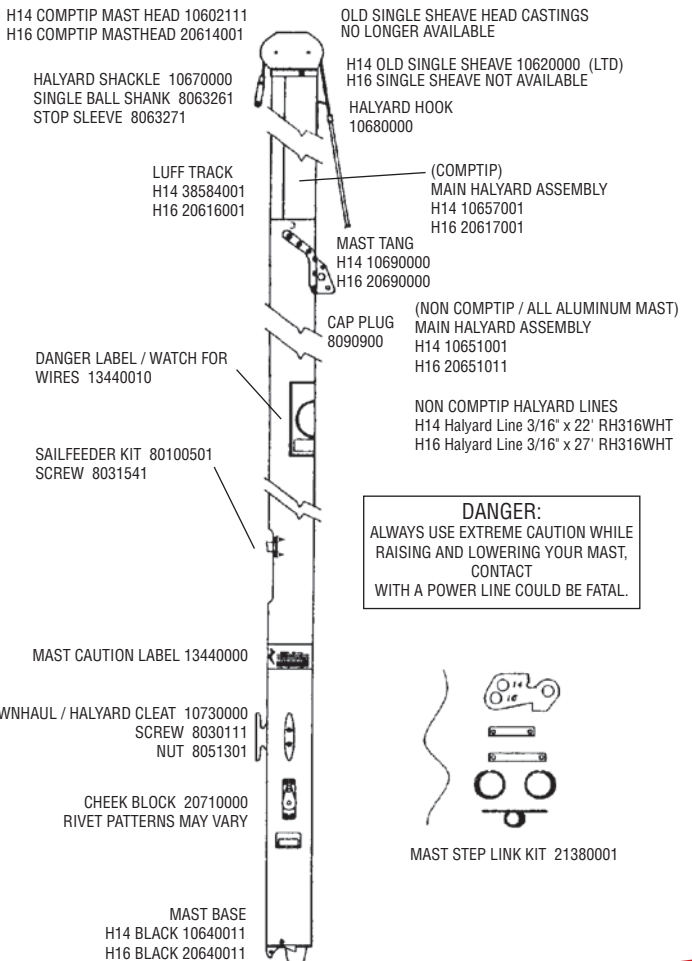 H14 COMPTIP MAST HEAD 10602111
H16 COMPTIP MASTHEAD 20614001
OLD SINGLE SHEAVE HEAD CASTINGS
NO LONGER AVAILABLE
H14 OLD SINGLE SHEAVE 10620000 (LTD)
H16 SINGLE SHEAVE NOT AVAILABLE
HALYARD SHACKLE 10670000
SINGLE BALL SHANK 8063261
STOP SLEEVE 8063271
HALYARD HOOK
10680000
LUFF TRACK
H14 38584001
H16 20616001
(COMPTIP)
MAIN HALYARD ASSEMBLY
H14 10657001
H16 20617001
MAST TANG
H14 10690000
H16 20690000
CAP PLUG
8090900
(NON COMPTIP / ALL ALUMINUM MAST)
MAIN HALYARD ASSEMBLY
H14 10651001
H16 20651011
DANGER LABEL / WATCH FOR
WIRES 13440010
NON COMPTIP HALYARD LINES
H14 Halyard Line 3/16" x 22' RH316WHT
H16 Halyard Line 3/16" x 27' RH316WHT
SAILFEEDER KIT 80100501
SCREW 8031541
DANGER:
ALWAYS USE EXTREME CAUTION WHILE
RAISING AND LOWERING YOUR MAST,
CONTACT
WITH A POWER LINE COULD BE FATAL.
MAST CAUTION LABEL 13440000
WNHAUL / HALYARD CLEAT 10730000
SCREW 8030111
NUT 8051301
14
16
CHEEK BLOCK 20710000
RIVET PATTERNS MAY VARY
MAST STEP LINK KIT 21380001
MAST BASE
H14 BLACK 10640011
H16 BLACK 20640011